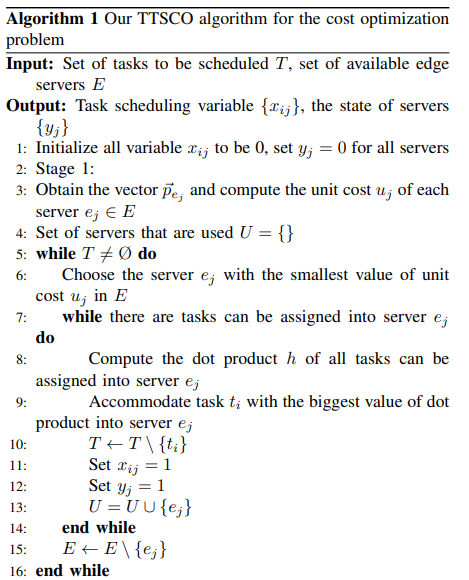 Algorithm 1 Our TTSCO algorithm for the cost optimization
problem
Input: Set of tasks to be scheduled T, set of available edge
servers E
Output: Task scheduling variable {x_{ij}}, the state of servers
{y_j}
1: Initialize all variable x_{ij} to be 0, set y_j = 0 for all servers
2: Stage 1:
3: Obtain the vector \vec{p}_{e_j} and compute the unit cost u_j of each
server e_j ∈ E
4: Set of servers that are used U = {}
5: while T ≠ Ø do
6: Choose the server e_j with the smallest value of unit
cost u_j in E
7: while there are tasks can be assigned into server e_j
do
8: Compute the dot product h of all tasks can be
assigned into server e_j
9: Accommodate task t_i with the biggest value of dot
product into server e_j
10: T ← T \ {t_i}
11: Set x_{ij} = 1
12: Set y_j = 1
13: U = U ∪ {e_j}
14: end while
15: E ← E \ {e_j}
16: end while